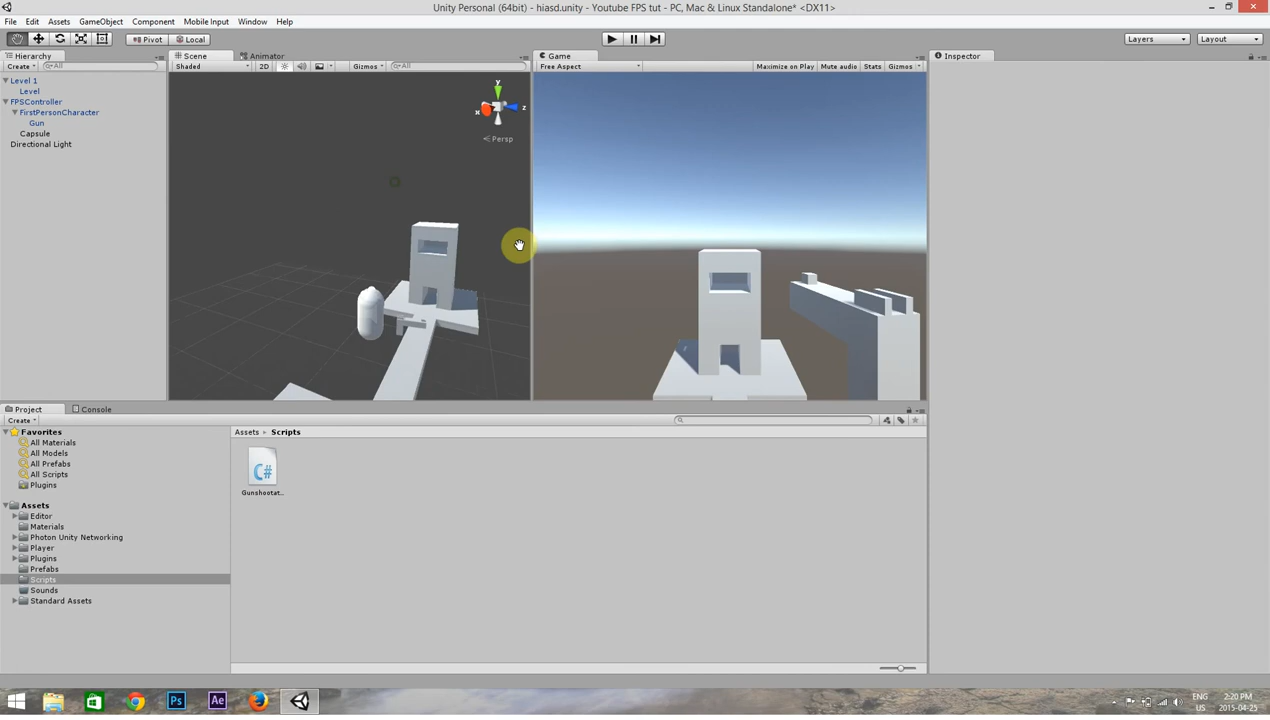 Unity Personal (64bit) - hiasd.unity - Youtube FPS tut - PC, Mac & Linux Standalone* <DX11>
File Edit Assets GameObject Component Mobile Input Window Help
Pivot Local Layers Layout
Hierarchy Scene Animator Game Inspector
Create All Shaded 2D Gizmos All Free Aspect Maximize on Play Mute audio Stats Gizmos
Level 1
Level
FPSController
FirstPersonCharacter
Gun
Capsule
Directional Light
y
x z
Persp
Project Console
Create
Favorites
All Materials
All Models
All Prefabs
All Scripts
Plugins
Assets
Editor
Materials
Photon Unity Networking
Player
Plugins
Prefabs
Scripts
Sounds
Standard Assets
Assets Scripts
C#
Gunshootat...
Ps Ae
ENG
US
2:20 PM
2015-04-25